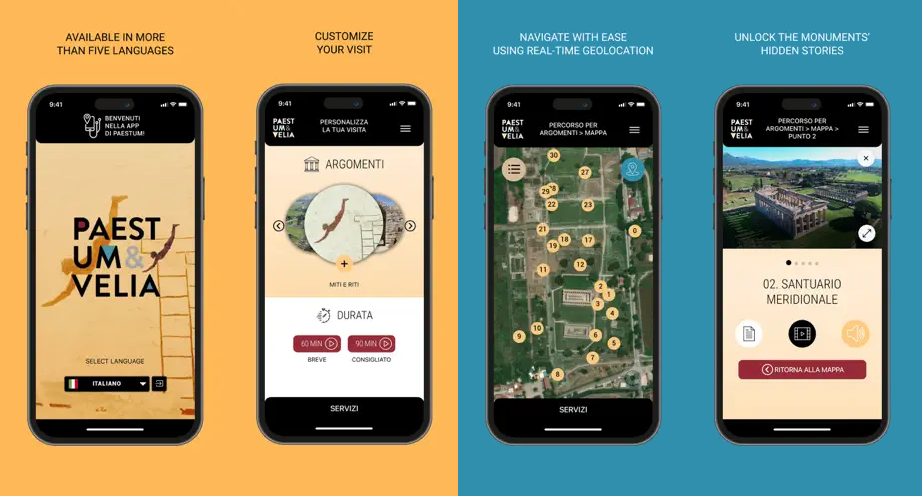 AVAILABLE IN MORE
THAN FIVE LANGUAGES
9:41
BENVENUTI
NELLA APP
DI PAESTUM!
PAEST
UM&
VELIA
SELECT LANGUAGE
ITALIANO
CUSTOMIZE
YOUR VISIT
9:41
PAEST
UM&
VELIA
PERSONALIZZA
LA TUA VISITA
ARGOMENTI
MITI E RITI
DURATA
60 MIN
90 MIN
BREVE
CONSIGLIATO
SERVIZI
NAVIGATE WITH EASE
USING REAL-TIME GEOLOCATION
9:41
PAEST
UM&
VELIA
PERCORSO PER
ARGOMENTI > MAPPA
30
27
29
22
23
21
0
18
17
19
12
11
2
1
3
4
10
9
6
5
7
8
SERVIZI
UNLOCK THE MONUMENTS'
HIDDEN STORIES
9:41
PAEST
UM&
VELIA
PERCORSO PER
ARGOMENTI > MAPPA >
PUNTO 2
02. SANTUARIO
MERIDIONALE
RITORNA ALLA MAPPA